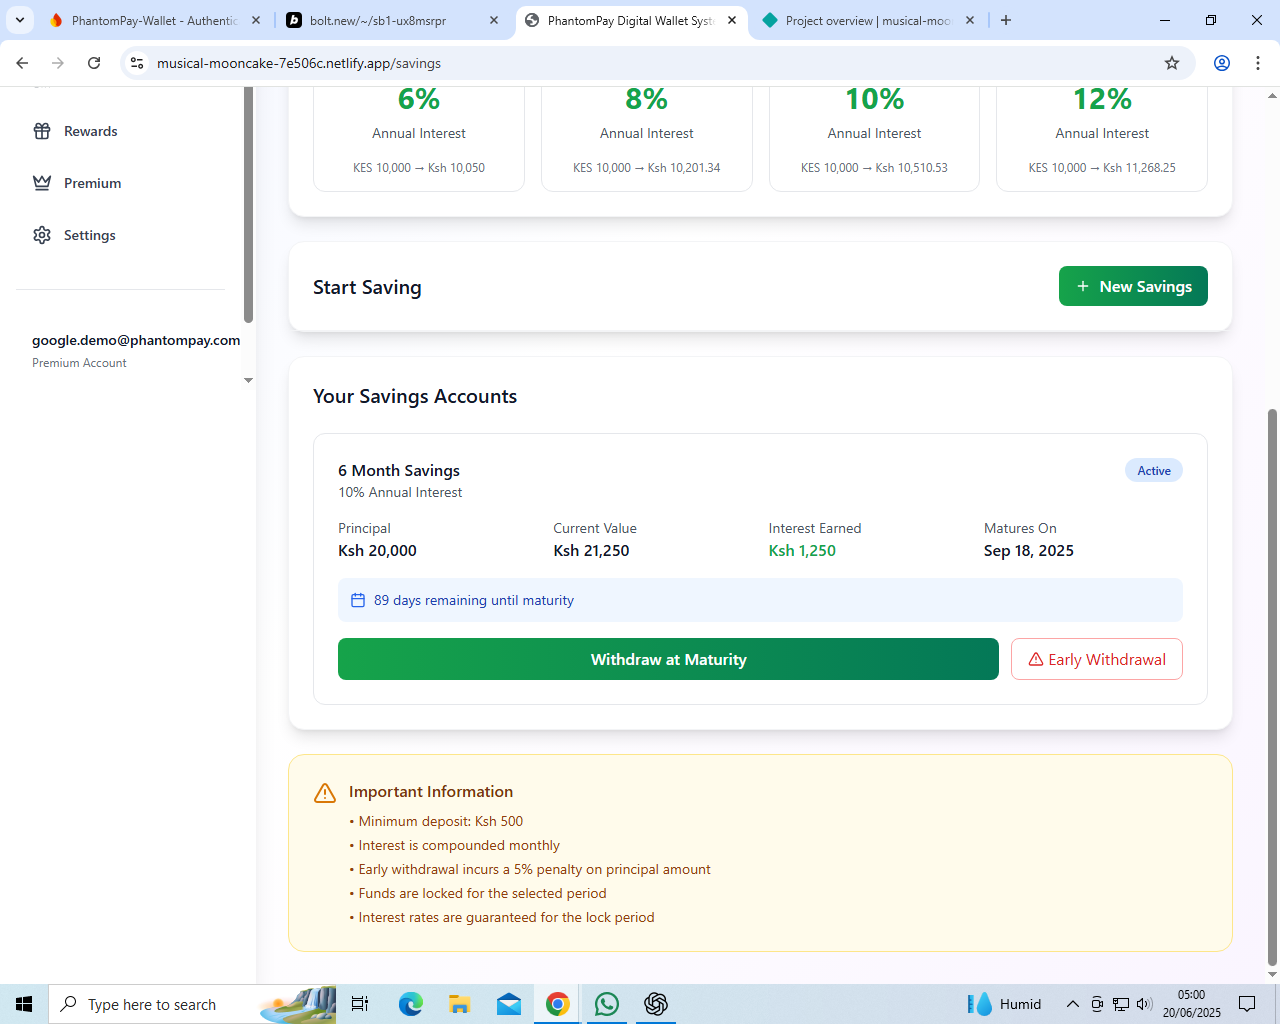 PhantomPay-Wallet - Authentic
bolt.new/~/sb1-ux8msrpr
PhantomPay Digital Wallet Syst
Project overview | musical-moo
musical-mooncake-7e506c.netlify.app/savings
Rewards
Premium
Settings
google.demo@phantompay.com
Premium Account
6%
Annual Interest
KES 10,000 → Ksh 10,050
8%
Annual Interest
KES 10,000 → Ksh 10,201.34
10%
Annual Interest
KES 10,000 → Ksh 10,510.53
12%
Annual Interest
KES 10,000 → Ksh 11,268.25
Start Saving
+ New Savings
Your Savings Accounts
6 Month Savings
10% Annual Interest
Active
Principal
Ksh 20,000
Current Value
Ksh 21,250
Interest Earned
Ksh 1,250
Matures On
Sep 18, 2025
89 days remaining until maturity
Withdraw at Maturity
Early Withdrawal
Important Information
• Minimum deposit: Ksh 500
• Interest is compounded monthly
• Early withdrawal incurs a 5% penalty on principal amount
• Funds are locked for the selected period
• Interest rates are guaranteed for the lock period
Type here to search
Humid
05:00
20/06/2025